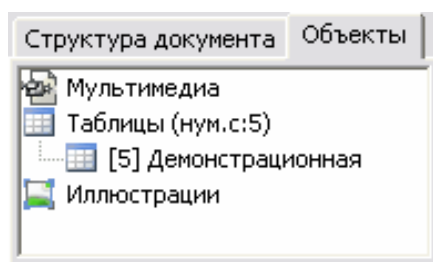 Структура документа Объекты
Мультимедиа
Таблицы (нум.с:5)
[5] Демонстрационная
Иллюстрации